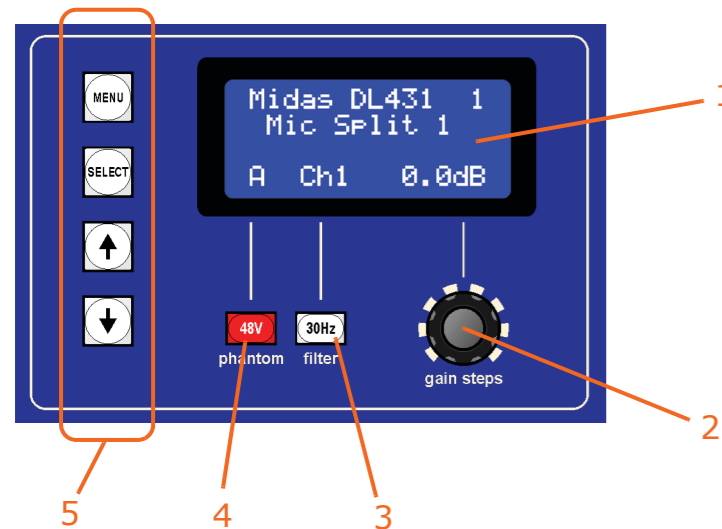 MENU
SELECT
Midas DL431 1
Mic Split 1
A Ch1 0.0dB
48V
30Hz
phantom
filter
gain steps
1
2
3
4
5